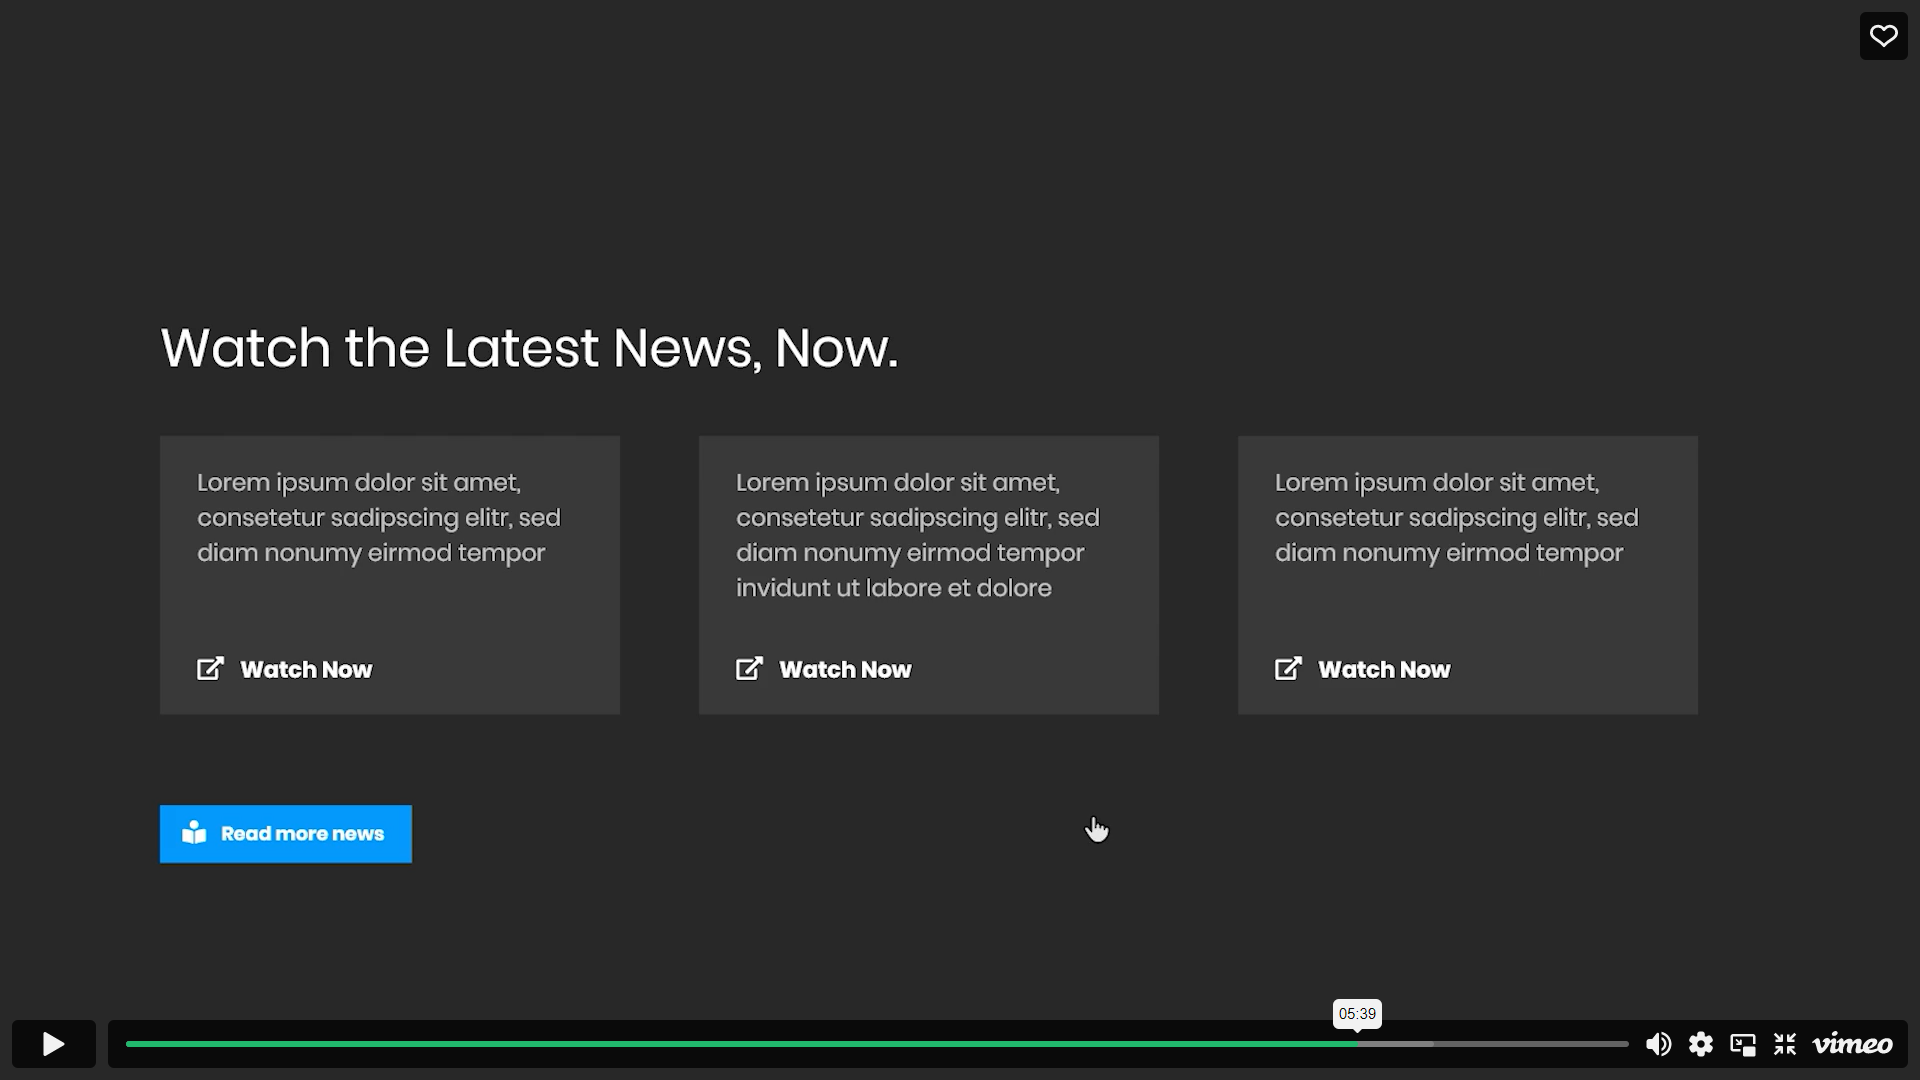 Watch the Latest News, Now.
Lorem ipsum dolor sit amet,
consetetur sadipscing elitr, sed
diam nonumy eirmod tempor
Watch Now
Lorem ipsum dolor sit amet,
consetetur sadipscing elitr, sed
diam nonumy eirmod tempor
invidunt ut labore et dolore
Watch Now
Lorem ipsum dolor sit amet,
consetetur sadipscing elitr, sed
diam nonumy eirmod tempor
Watch Now
Read more news
05:39
vimeo